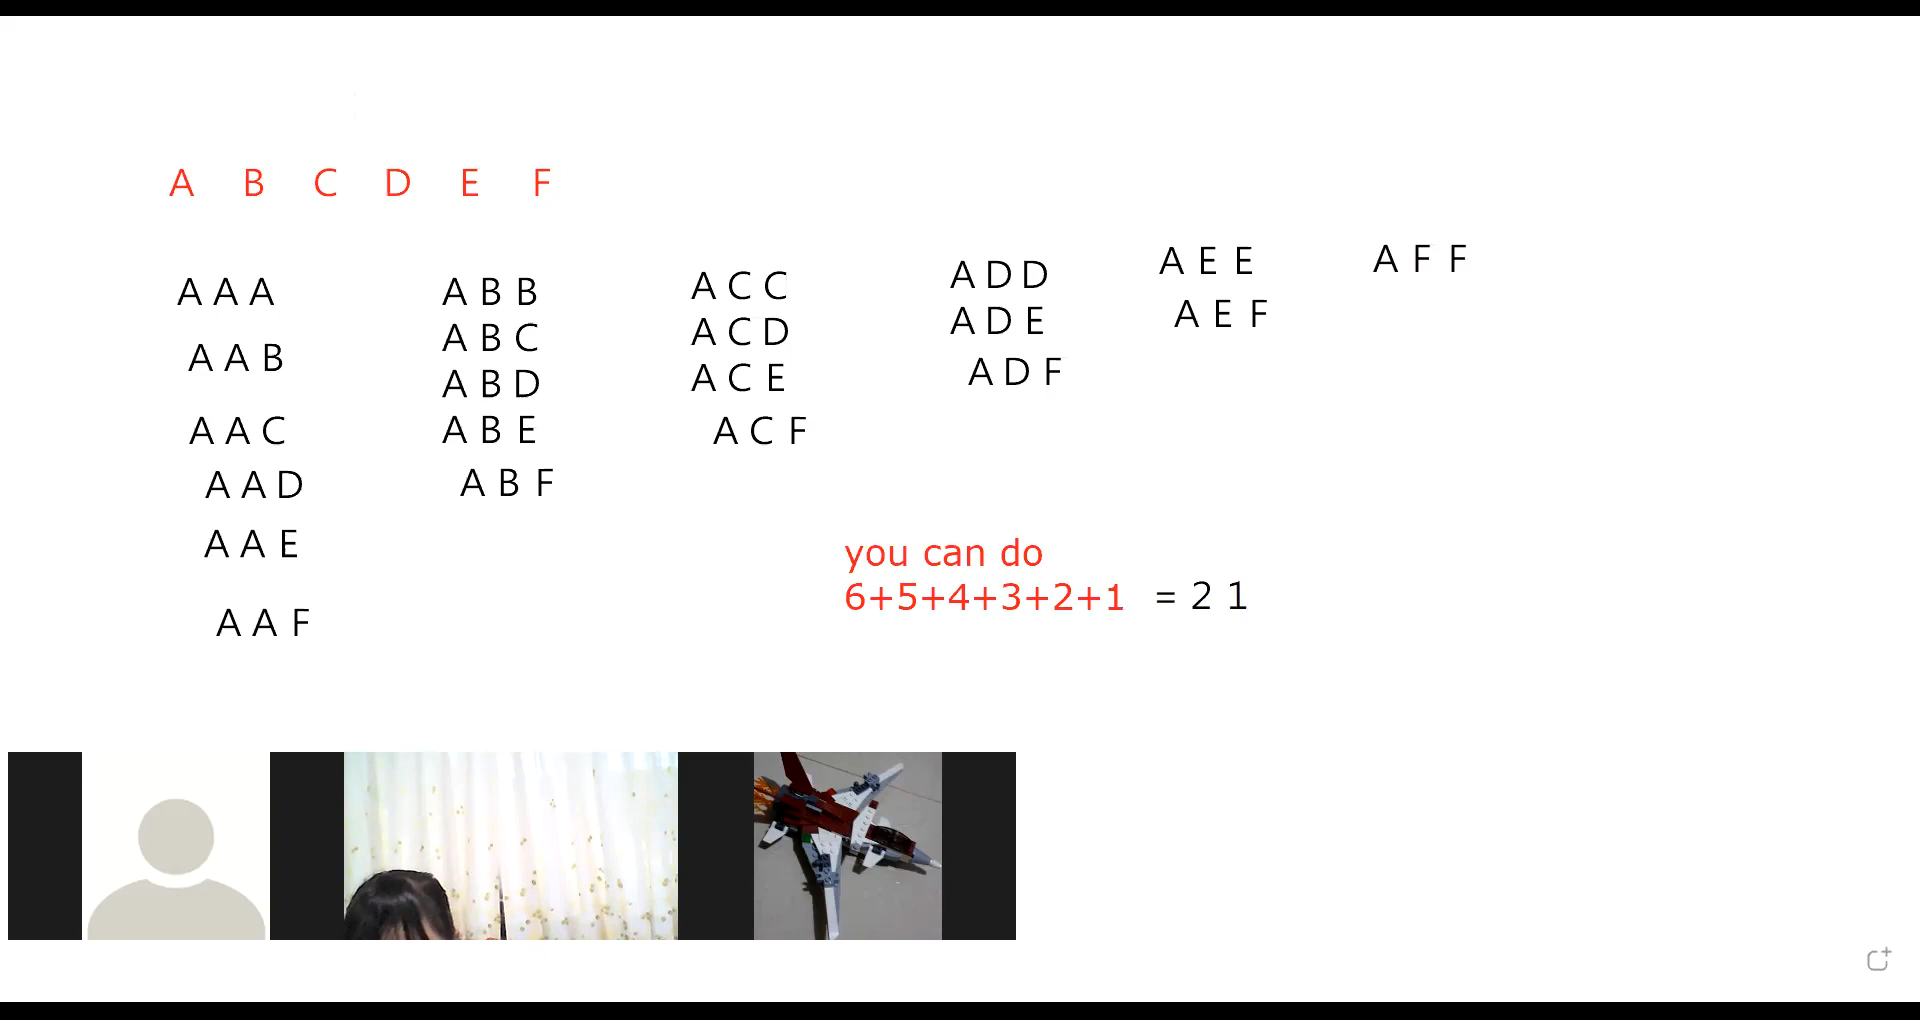 A B C D E F
A A A
A A B
A A C
A A D
A A E
A A F
A B B
A B C
A B D
A B E
A B F
A C C
A C D
A C E
A C F
A D D
A D E
A D F
A E E
A E F
A F F
you can do
6+5+4+3+2+1 = 2 1